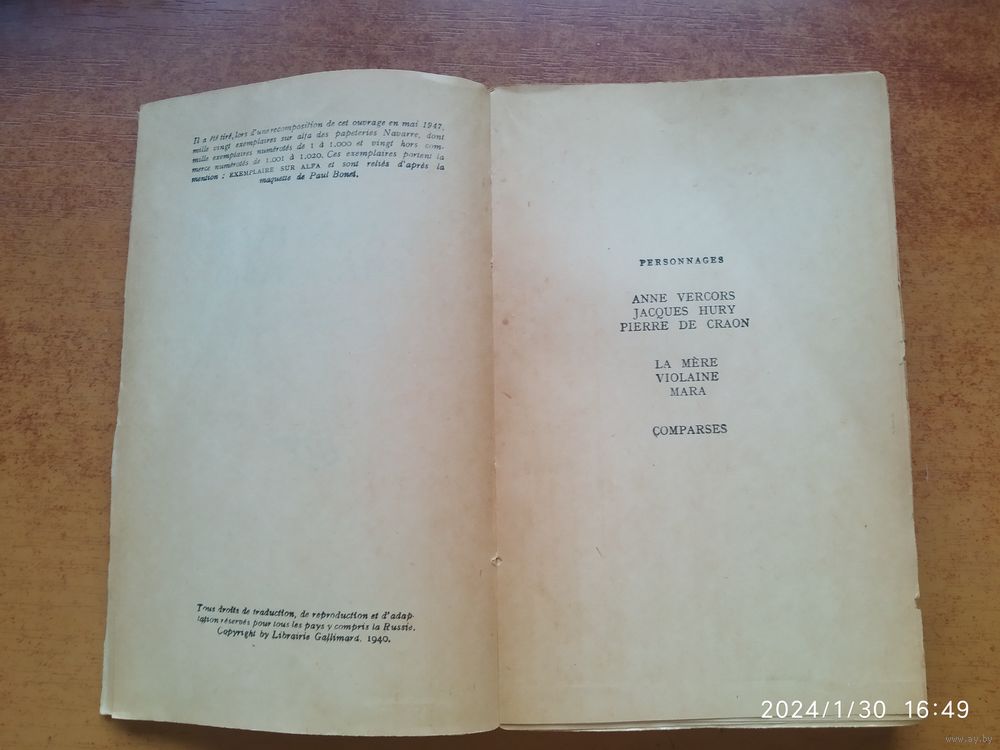 Il a été tiré, lors d'une recomposition de cet ouvrage en mai 1947,
mille vingt exemplaires sur alfa des papeteries Navarre, dont
mille exemplaires numérotés de 1 à 1.000 et vingt hors com-
merce numérotés de 1.001 à 1.020. Ces exemplaires portent la
mention : EXEMPLAIRE SUR ALFA et sont reliés d'après la
maquette de Paul Bonet.
Tous droits de traduction, de reproduction et d'adap-
tation réservés pour tous les pays y compris la Russie.
Copyright by Librairie Gallimard, 1940.
PERSONNAGES
ANNE VERCORS
JACQUES HURY
PIERRE DE CRAON
LA MÈRE
VIOLAINE
MARA
COMPARSES
2024/1/30 16:49
www.ay.by